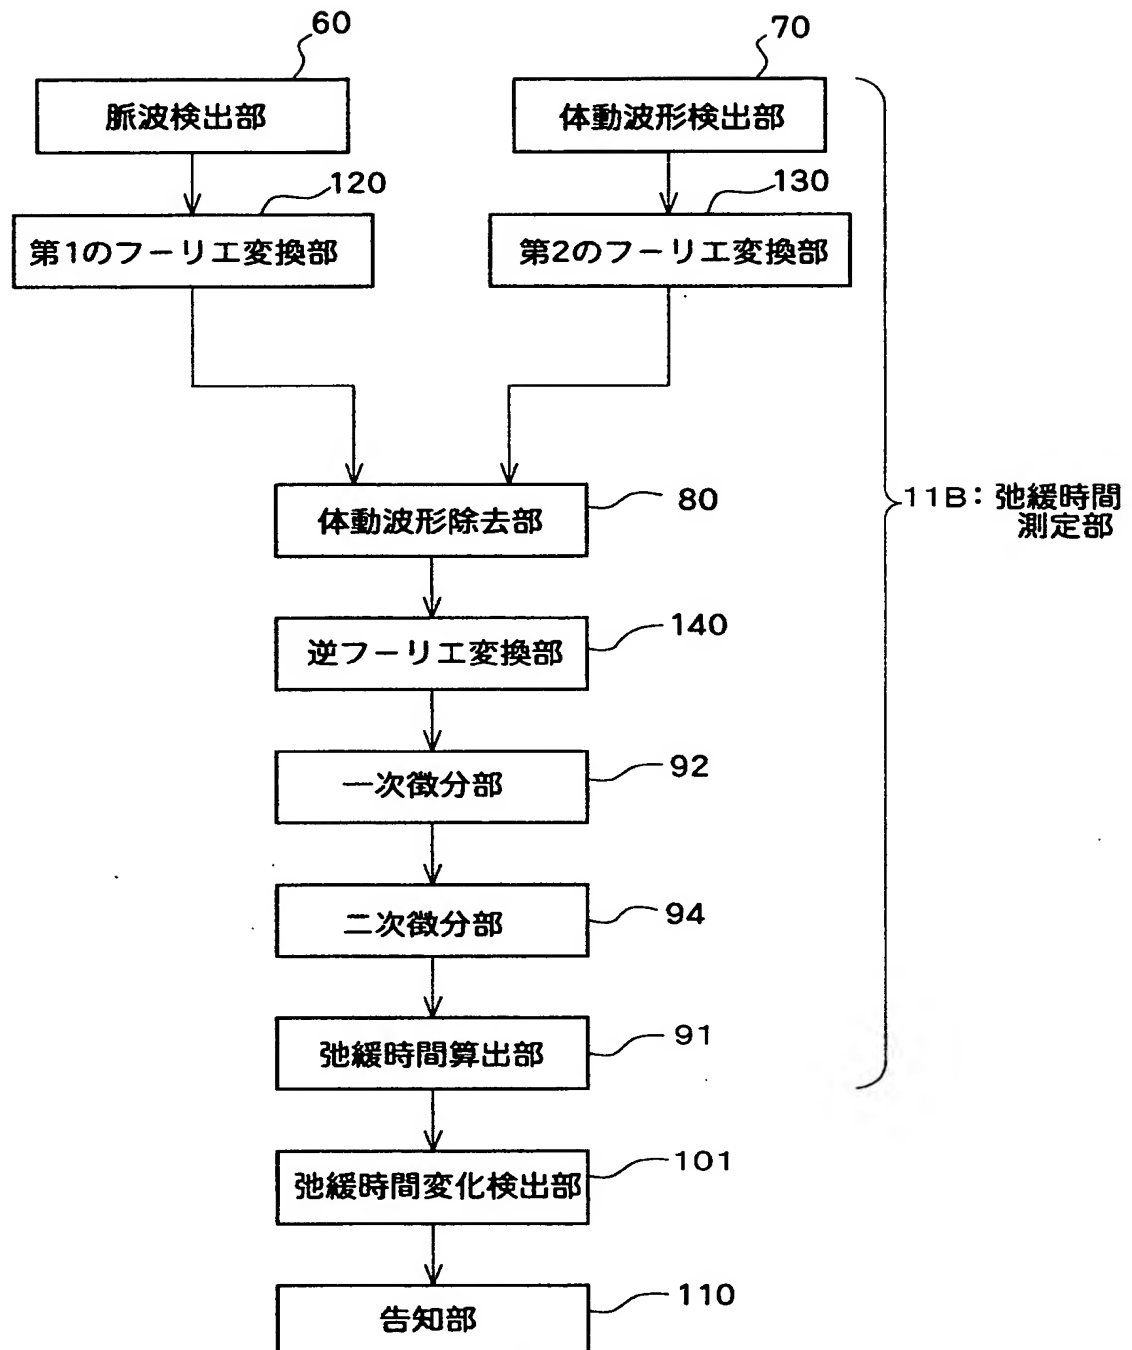 60
70
脈波検出部
体動波形検出部
120
130
第1のフーリエ変換部
第2のフーリエ変換部
体動波形除去部
80
11B：弛緩時間
測定部
逆フーリエ変換部
140
一次微分部
92
二次微分部
94
弛緩時間算出部
91
弛緩時間変化検出部
101
告知部
110